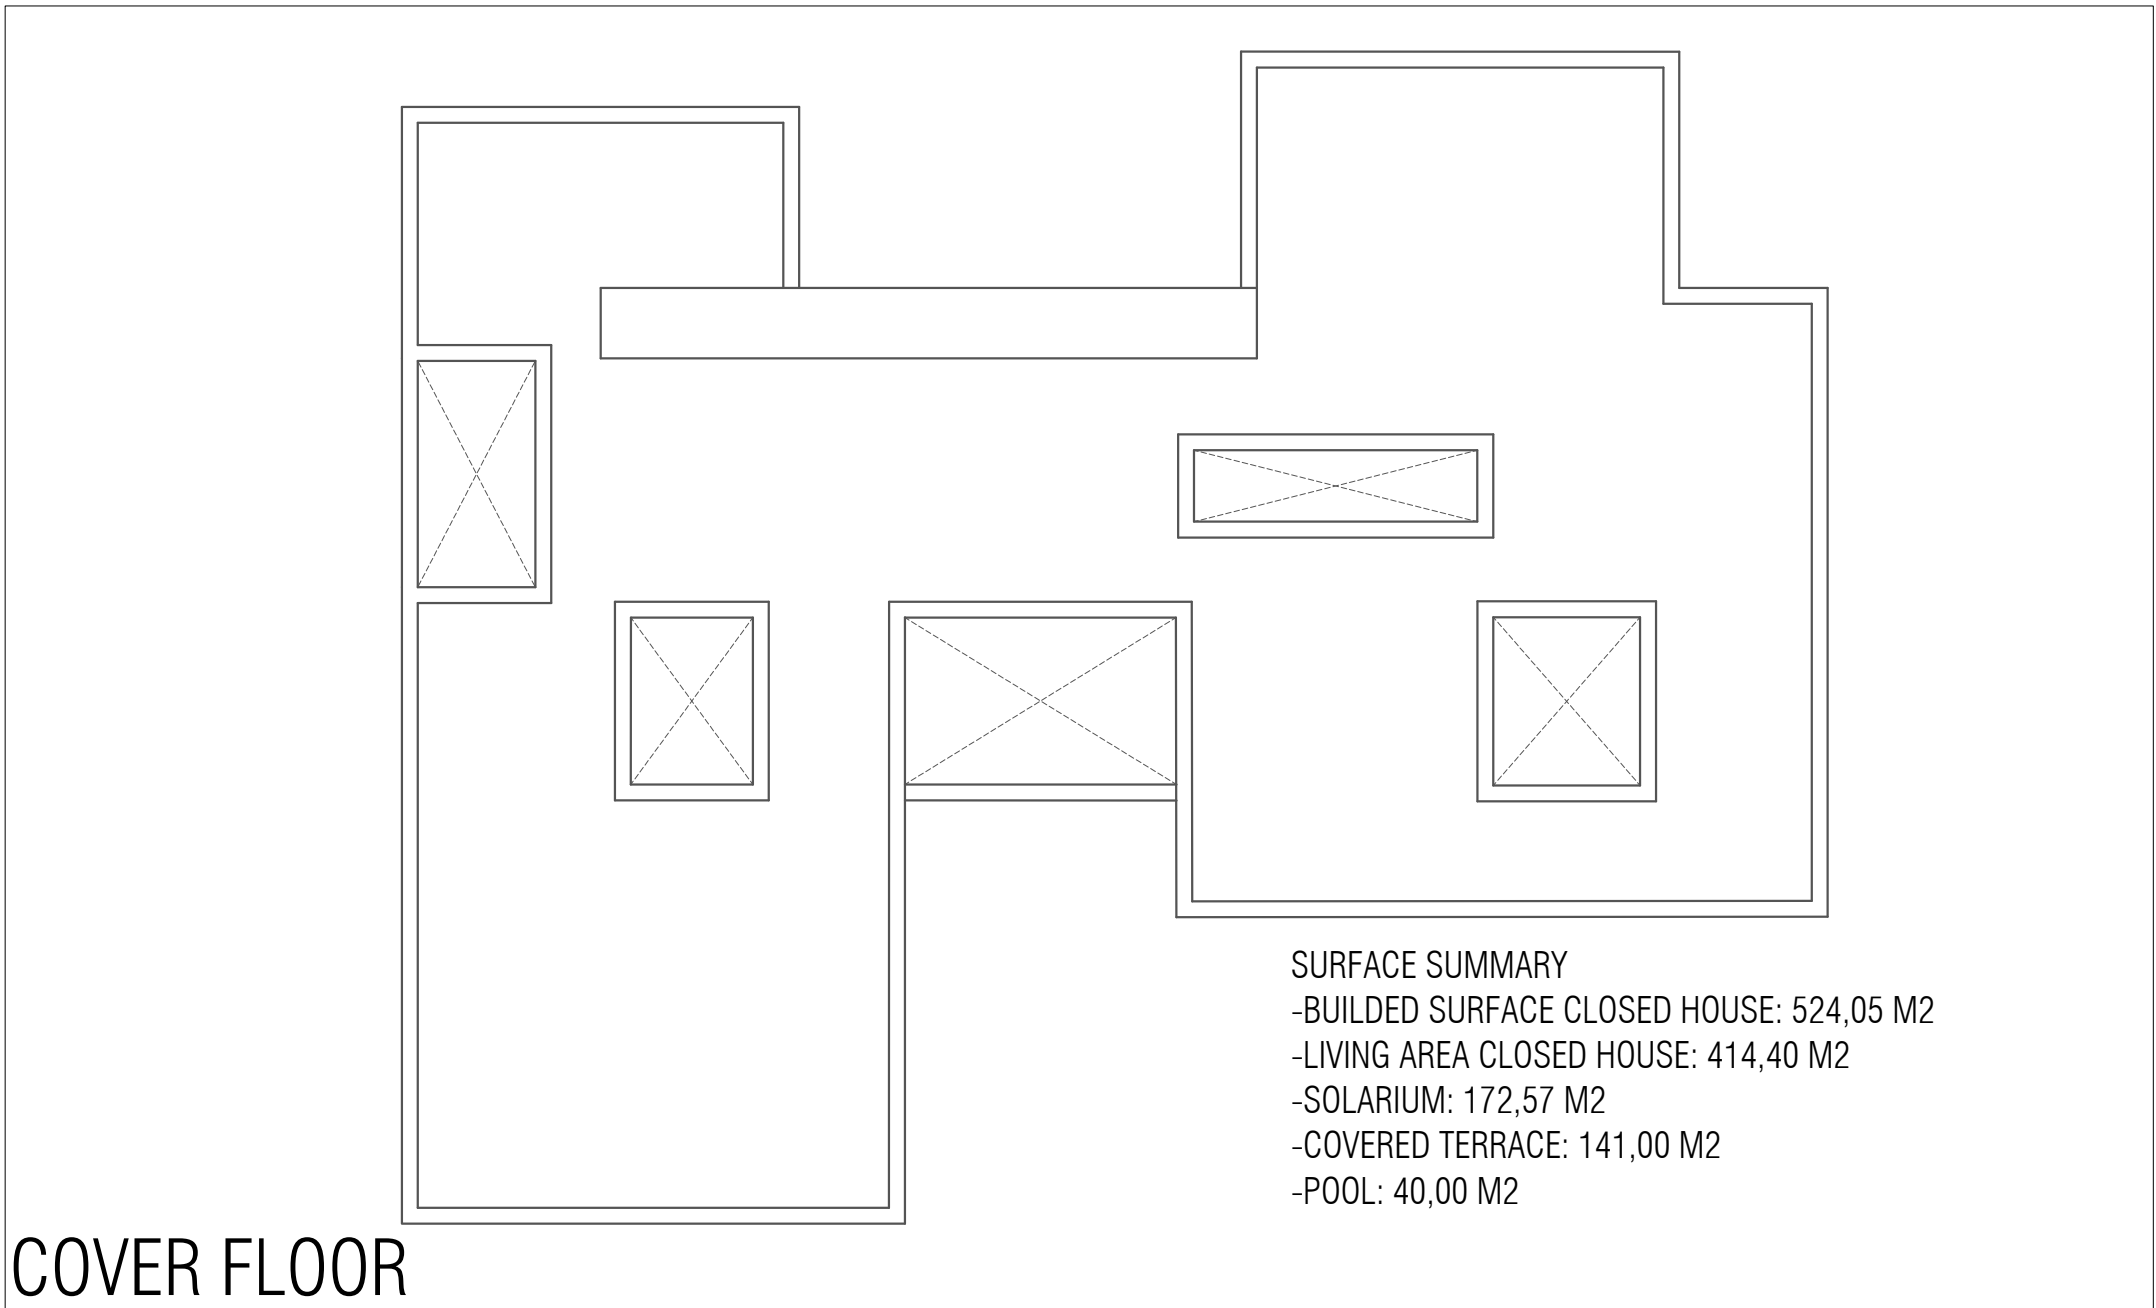 SURFACE SUMMARY
-BUILDED SURFACE CLOSED HOUSE: 524,05 M2
-LIVING AREA CLOSED HOUSE: 414,40 M2
-SOLARIUM: 172,57 M2
-COVERED TERRACE: 141,00 M2
-POOL: 40,00 M2
COVER FLOOR